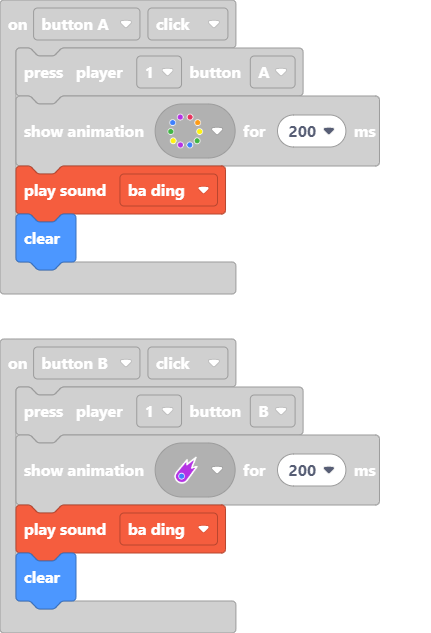 on button A click
press player 1 button A
show animation for 200 ms
play sound ba ding
clear
on button B click
press player 1 button B
show animation for 200 ms
play sound ba ding
clear